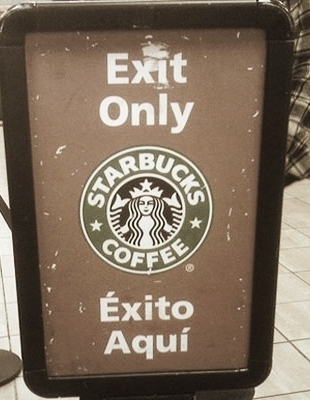 Exit
Only
STARBUCKS
COFFEE
®
Éxito
Aquí